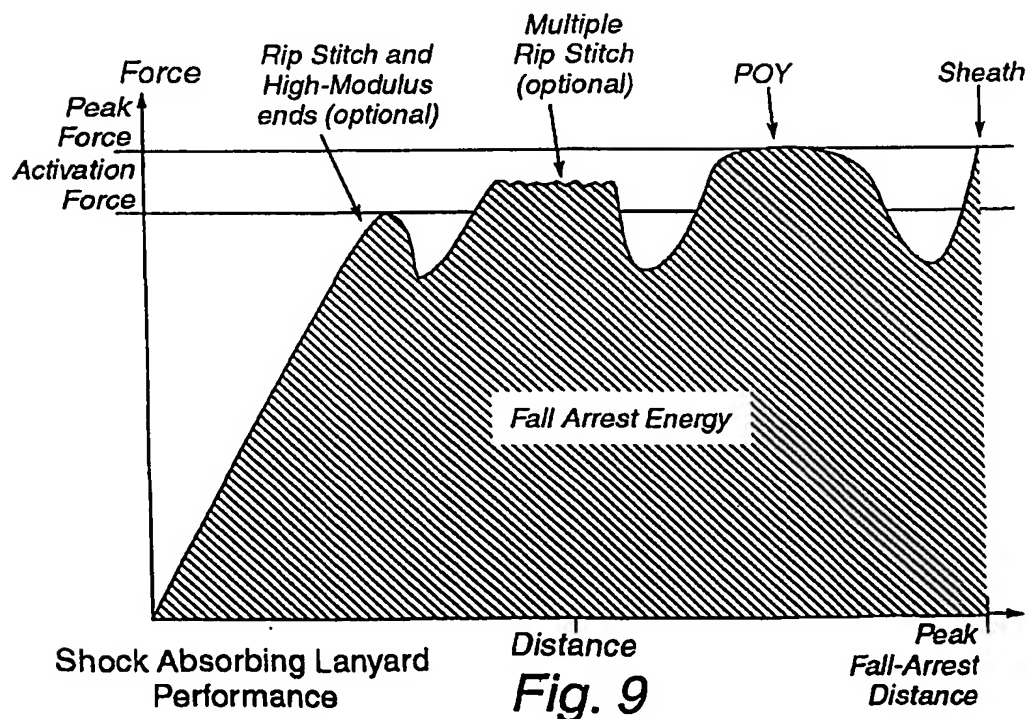 Force
Peak
Force
Activation
Force
Rip Stitch and
High-Modulus
ends (optional)
Multiple
Rip Stitch
(optional)
POY
Sheath
Fall Arrest Energy
Shock Absorbing Lanyard
Performance
Distance
Peak
Fall-Arrest
Distance
Fig. 9